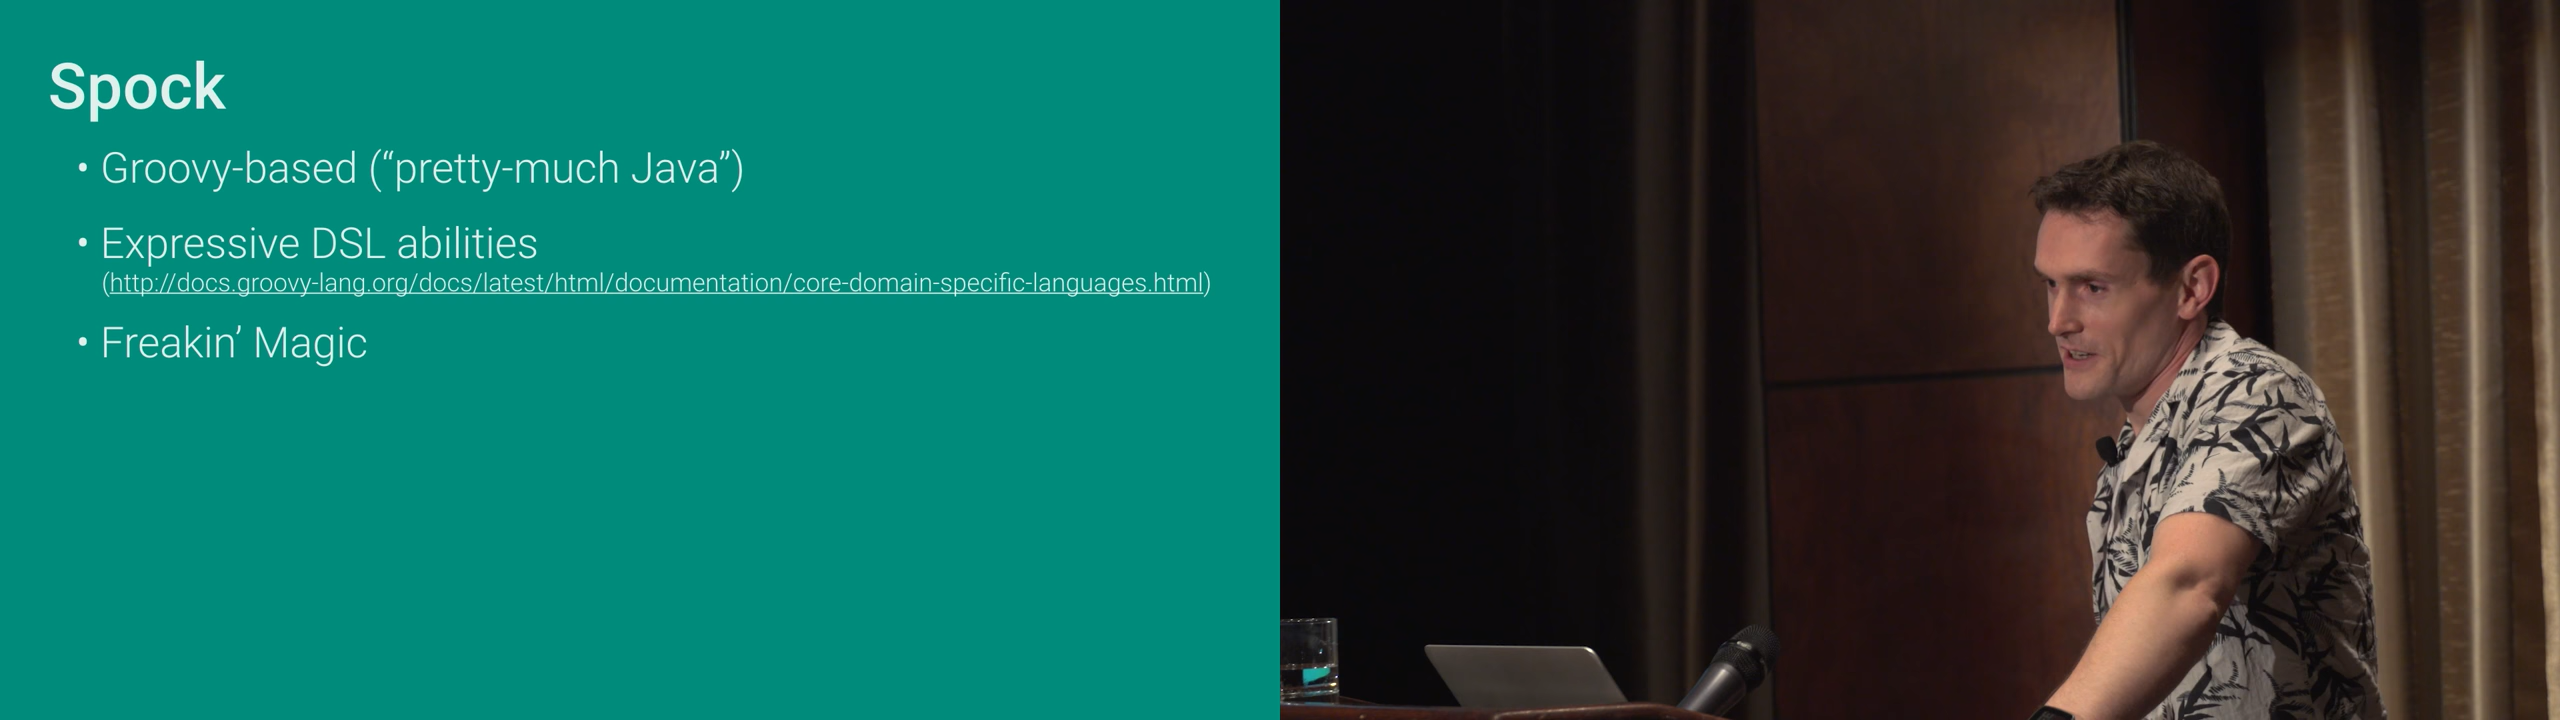 Spock
• Groovy-based (“pretty-much Java”)
• Expressive DSL abilities
(http://docs.groovy-lang.org/docs/latest/html/documentation/core-domain-specific-languages.html)
• Freakin’ Magic